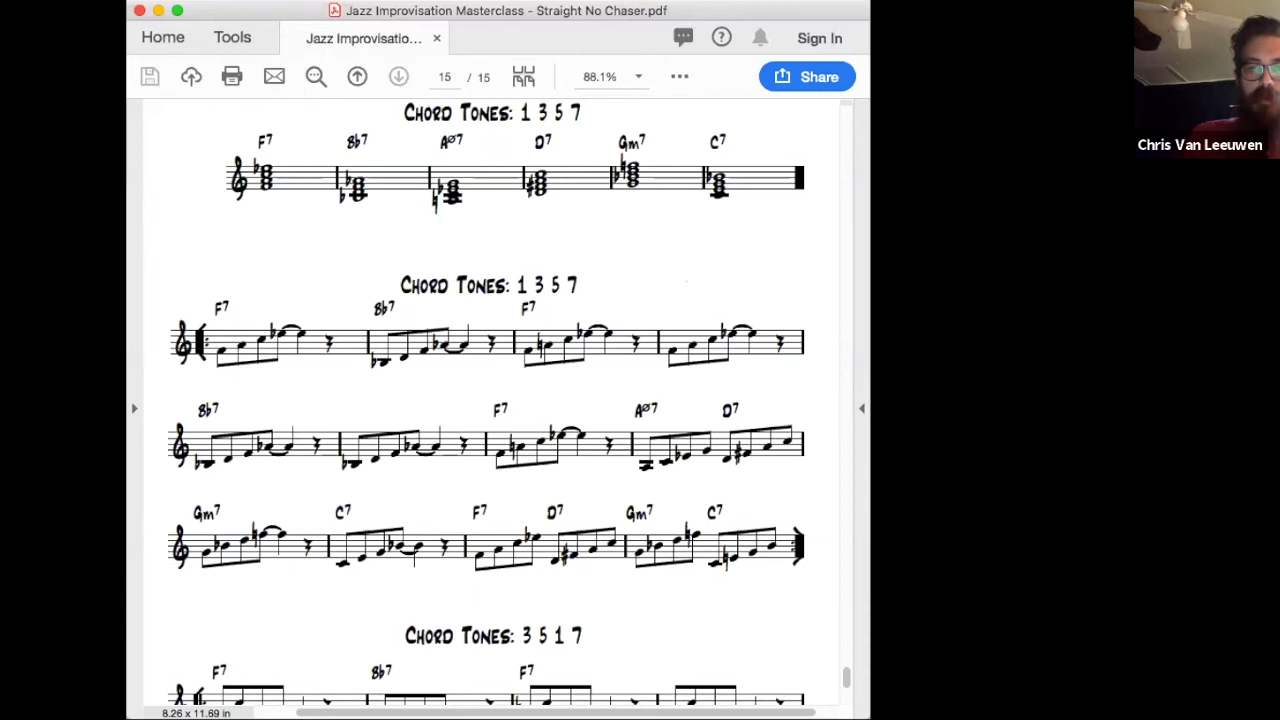 Jazz Improvisation Masterclass - Straight No Chaser.pdf
Home Tools Jazz Improvisatio... × Sign In
15 / 15 88.1% Share
Chord Tones: 1 3 5 7
F7 Bb7 Aø7 D7 Gm7 C7
Chord Tones: 1 3 5 7
F7 Bb7 F7
Bb7 F7 Aø7 D7
Gm7 C7 F7 D7 Gm7 C7
Chord Tones: 3 5 1 7
F7 Bb7 F7
8.26 x 11.69 in
Chris Van Leeuwen